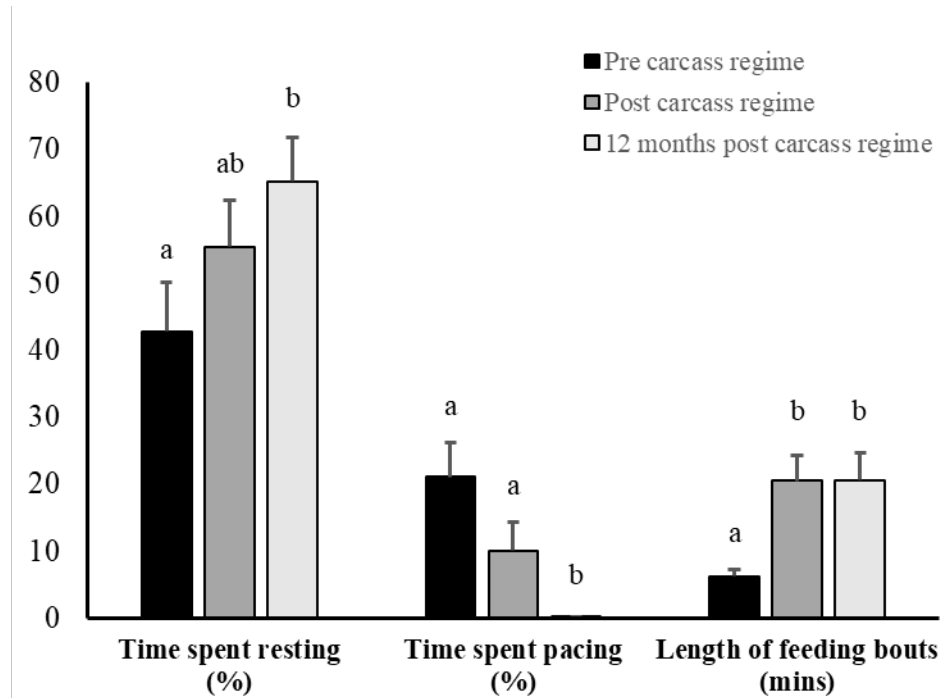 Pre carcass regime
Post carcass regime
12 months post carcass regime
80
70
60
50
40
30
20
10
0
a
ab
b
a
a
b
a
b
b
Time spent resting
(%)
Time spent pacing
(%)
Length of feeding bouts
(mins)